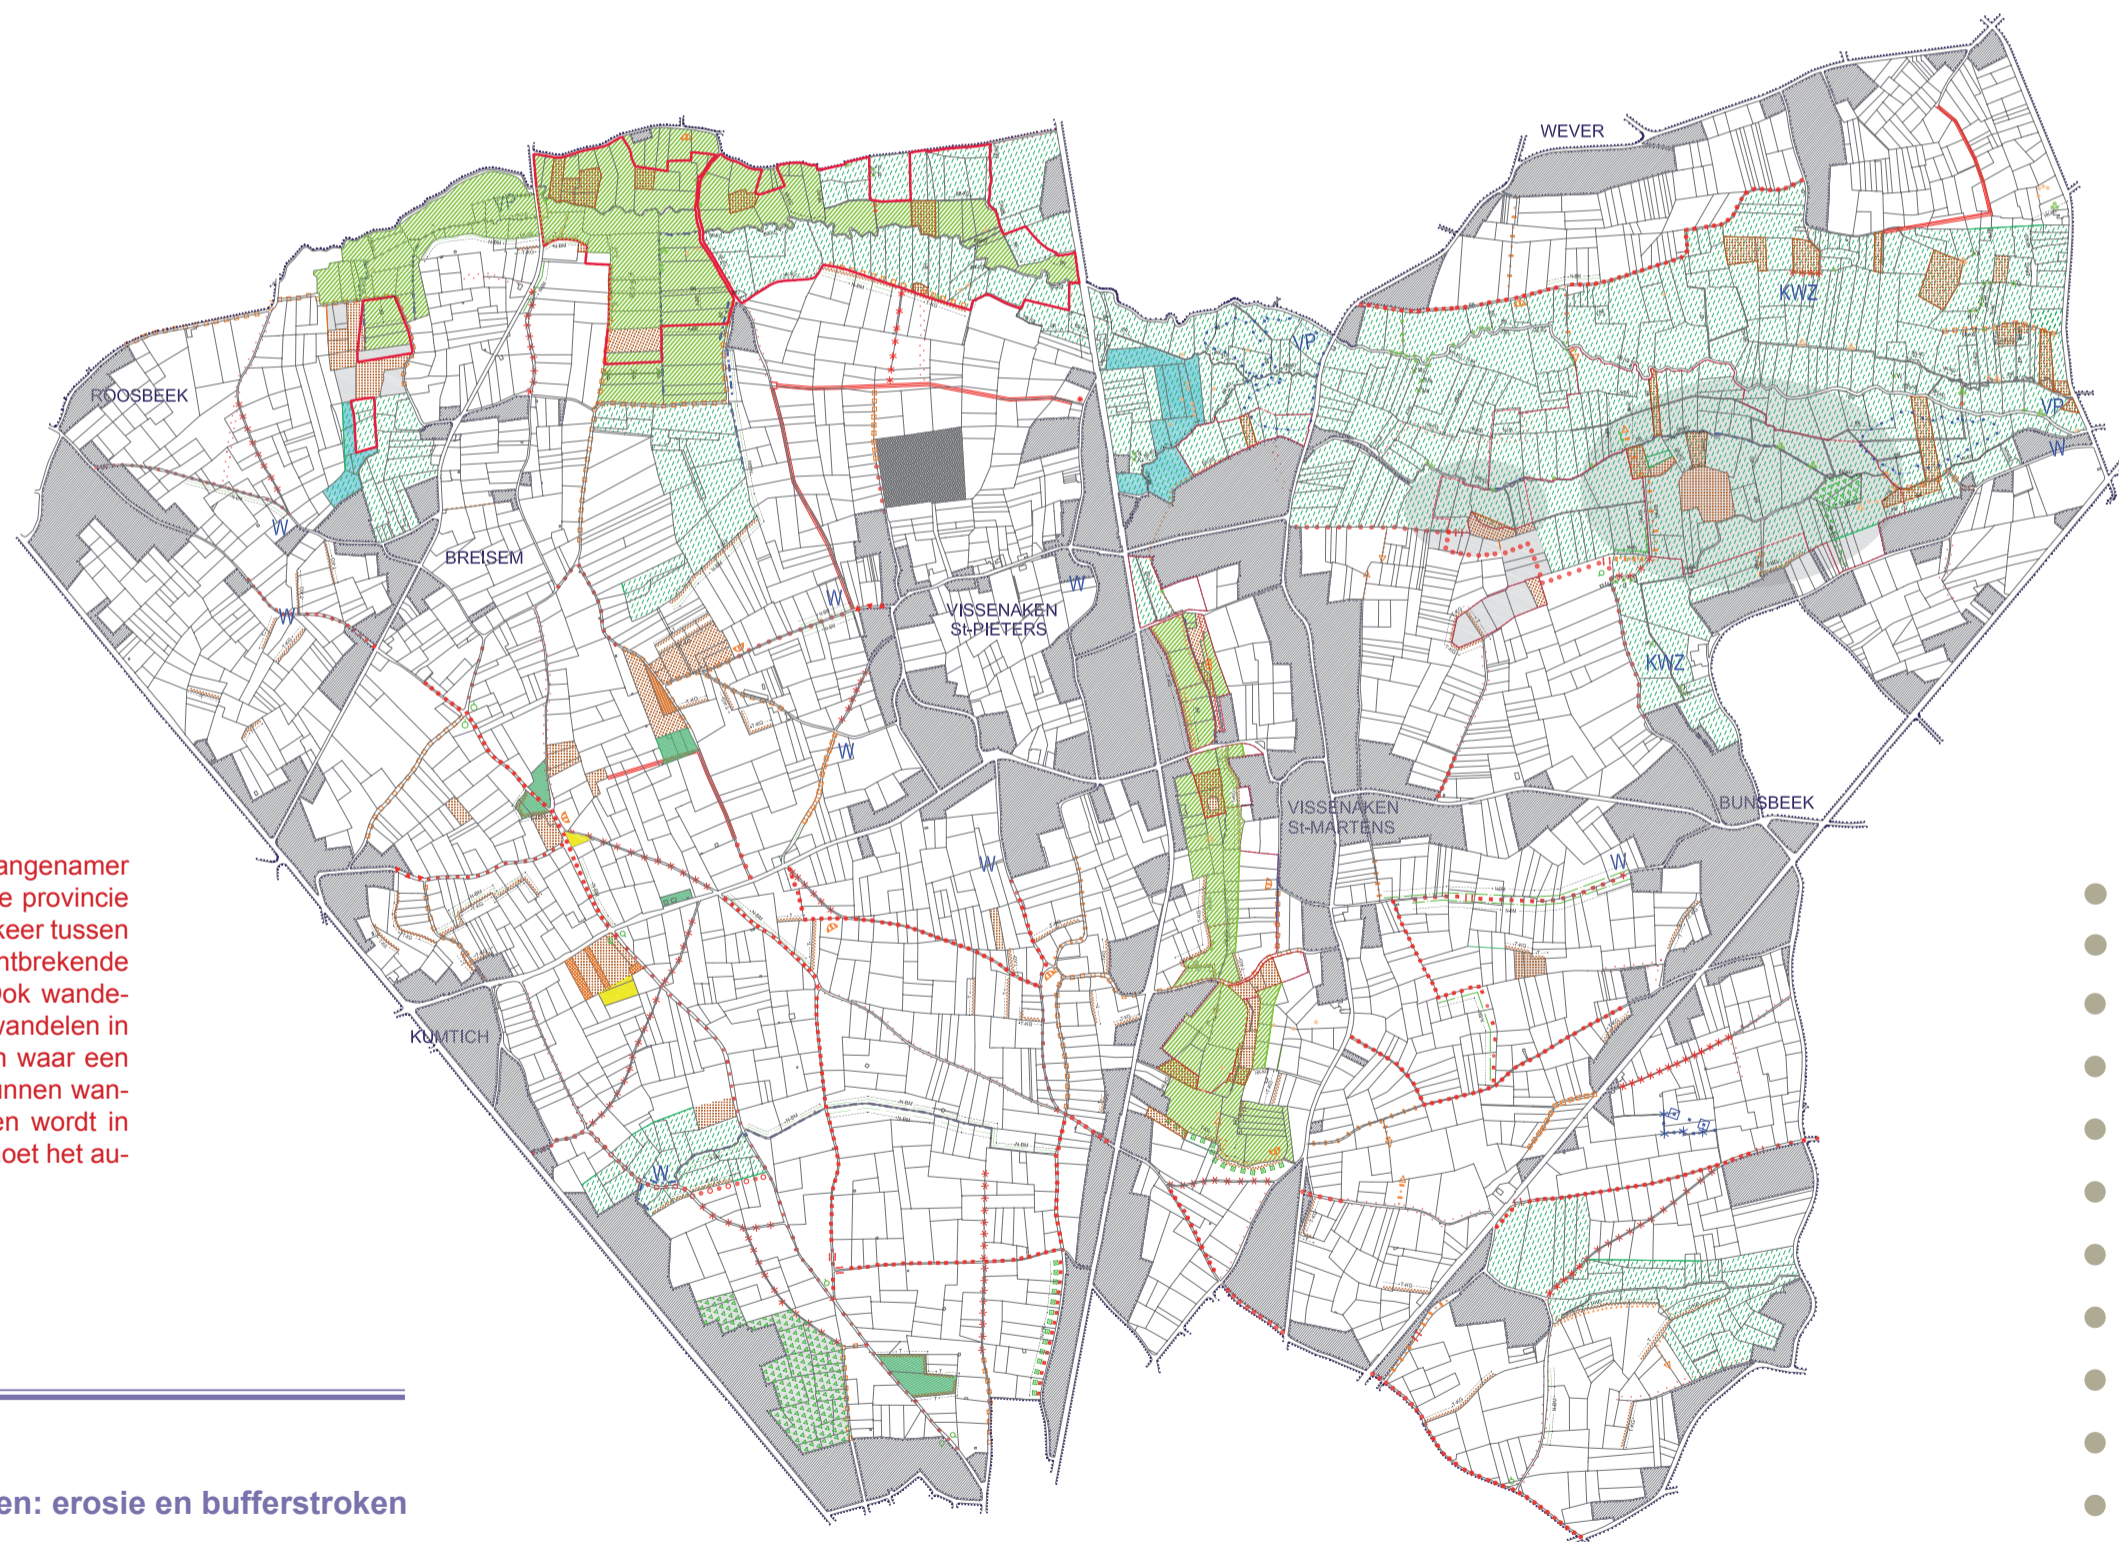 WEVER
VP
KWZ
VP
ROOSBEEK
VP
W
W
BREISEM
W
W
VISSENAKEN
St-PIETERS
W
KWZ
W
BUNSBEEK
VISSENAKEN
St-MARTENS
W
W
angenamer
e provincie
keer tussen
ntbrekende
Ook wande-
wandelen in
n waar een
unnen wan-
en wordt in
noet het au-
KUMTICH
W
en: erosie en bufferstroken